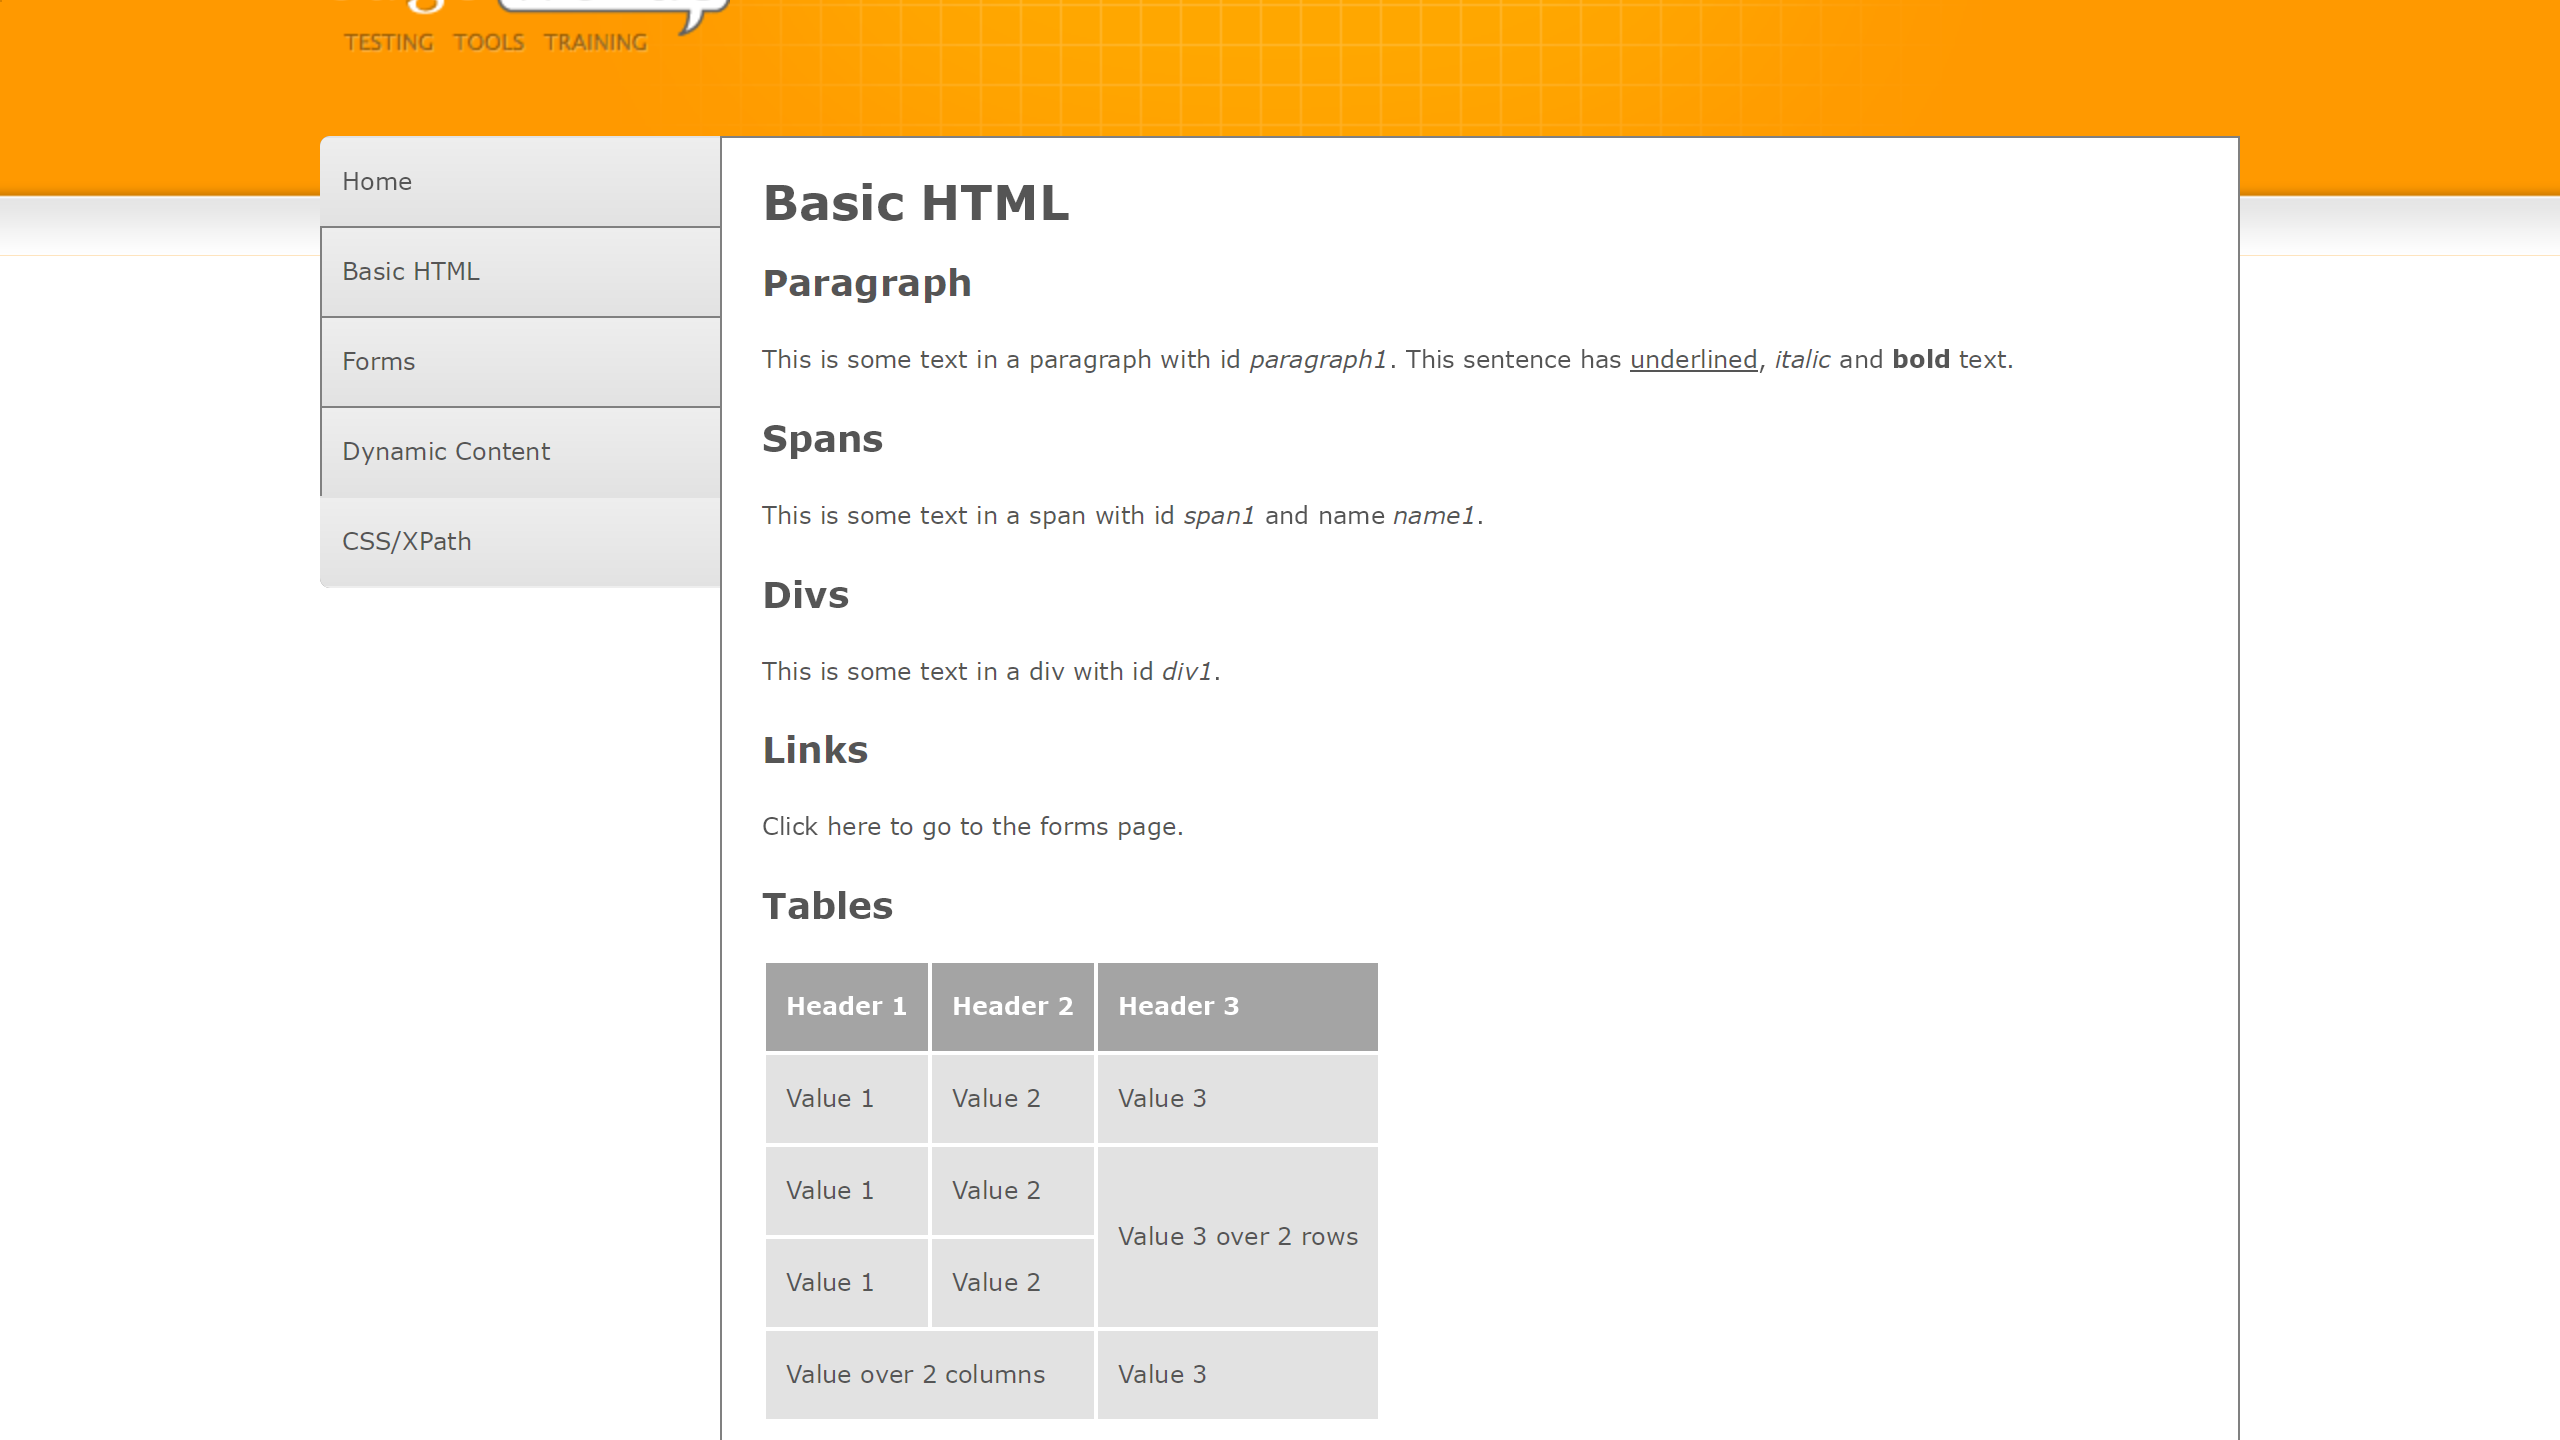 TESTING TOOLS TRAINING
Home
Basic HTML
Forms
Dynamic Content
CSS/XPath
Basic HTML
Paragraph
This is some text in a paragraph with id paragraph1. This sentence has underlined, italic and bold text.
Spans
This is some text in a span with id span1 and name name1.
Divs
This is some text in a div with id div1.
Links
Click here to go to the forms page.
Tables
Header 1 Header 2 Header 3
Value 1 Value 2 Value 3
Value 1 Value 2
Value 3 over 2 rows
Value 1 Value 2
Value over 2 columns Value 3